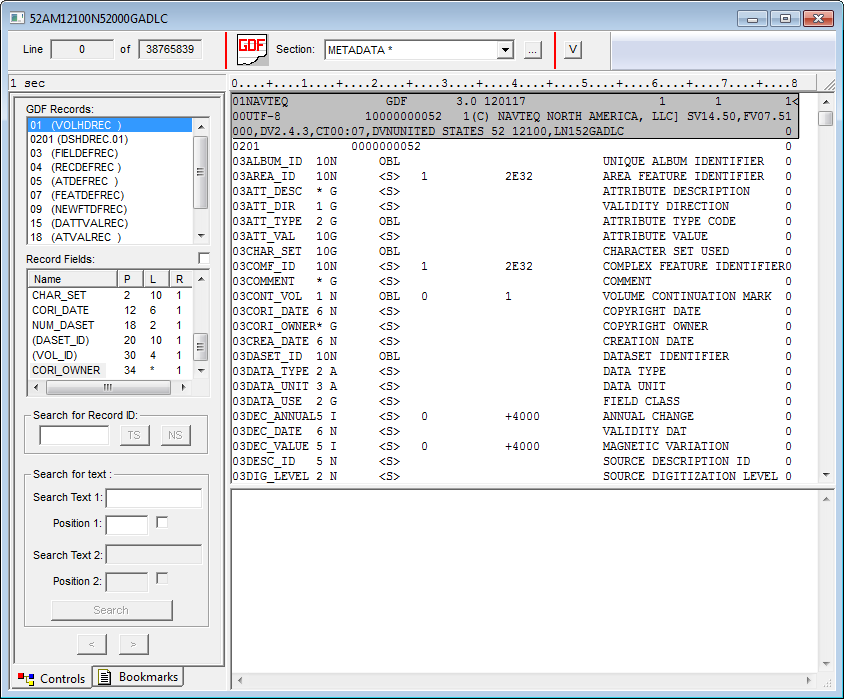 52AM12100N52000GADLC
Line 0 of 38765839 GDF Section: METADATA * ... V
1 sec
0....+....1....+....2....+....3....+....4....+....5....+....6....+....7....+....8
GDF Records:
01 (VOLHDREC )
0201 (DSHDREC.01)
03 (FIELDEFREC)
04 (RECDEFREC )
05 (ATDEFREC )
07 (FEATDEFREC)
09 (NEWFTDFREC)
15 (DATTVALREC)
18 (ATVALREC )
Record Fields:
Name P L R
CHAR_SET 2 10 1
CORI_DATE 12 6 1
NUM_DASET 18 2 1
(DASET_ID) 20 10 1
(VOL_ID) 30 4 1
CORI_OWNER 34 * 1
Search for Record ID:
TS NS
Search for text :
Search Text 1:
Position 1:
Search Text 2:
Position 2:
Search
< >
Controls Bookmarks
01NAVTEQ GDF 3.0 120117 1 1 1<
00UTF-8 10000000052 1(C) NAVTEQ NORTH AMERICA, LLC] SV14.50,FV07.51
000,DV2.4.3,CT00:07,DVNUNITED STATES 52 12100,LN152GADLC 0
0201 0000000052 0
03ALBUM_ID 10N OBL UNIQUE ALBUM IDENTIFIER 0
03AREA_ID 10N <S> 1 2E32 AREA FEATURE IDENTIFIER 0
03ATT_DESC * G <S> ATTRIBUTE DESCRIPTION 0
03ATT_DIR 1 G <S> VALIDITY DIRECTION 0
03ATT_TYPE 2 G OBL ATTRIBUTE TYPE CODE 0
03ATT_VAL 10G <S> ATTRIBUTE VALUE 0
03CHAR_SET 10G OBL CHARACTER SET USED 0
03COMF_ID 10N <S> 1 2E32 COMPLEX FEATURE IDENTIFIER0
03COMMENT * G <S> COMMENT 0
03CONT_VOL 1 N OBL 0 1 VOLUME CONTINUATION MARK 0
03CORI_DATE 6 N <S> COPYRIGHT DATE 0
03CORI_OWNER* G <S> COPYRIGHT OWNER 0
03CREA_DATE 6 N <S> CREATION DATE 0
03DASET_ID 10N OBL DATASET IDENTIFIER 0
03DATA_TYPE 2 A <S> DATA TYPE 0
03DATA_UNIT 3 A <S> DATA UNIT 0
03DATA_USE 2 G <S> FIELD CLASS 0
03DEC_ANNUAL5 I <S> 0 +4000 ANNUAL CHANGE 0
03DEC_DATE 6 N <S> VALIDITY DAT 0
03DEC_VALUE 5 I <S> 0 +4000 MAGNETIC VARIATION 0
03DESC_ID 5 N <S> SOURCE DESCRIPTION ID 0
03DIG_LEVEL 2 N <S> SOURCE DIGITIZATION LEVEL 0